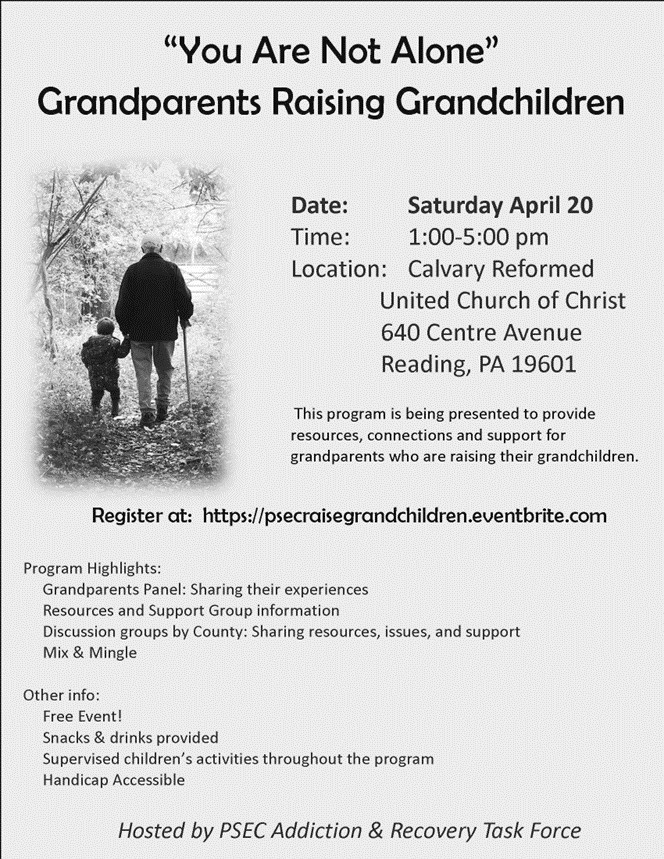 “You Are Not Alone”
Grandparents Raising Grandchildren
Date: Saturday April 20
Time: 1:00-5:00 pm
Location: Calvary Reformed
United Church of Christ
640 Centre Avenue
Reading, PA 19601
This program is being presented to provide
resources, connections and support for
grandparents who are raising their grandchildren.
Register at: https://psecraisegrandchildren.eventbrite.com
Program Highlights:
Grandparents Panel: Sharing their experiences
Resources and Support Group information
Discussion groups by County: Sharing resources, issues, and support
Mix & Mingle
Other info:
Free Event!
Snacks & drinks provided
Supervised children’s activities throughout the program
Handicap Accessible
Hosted by PSEC Addiction & Recovery Task Force